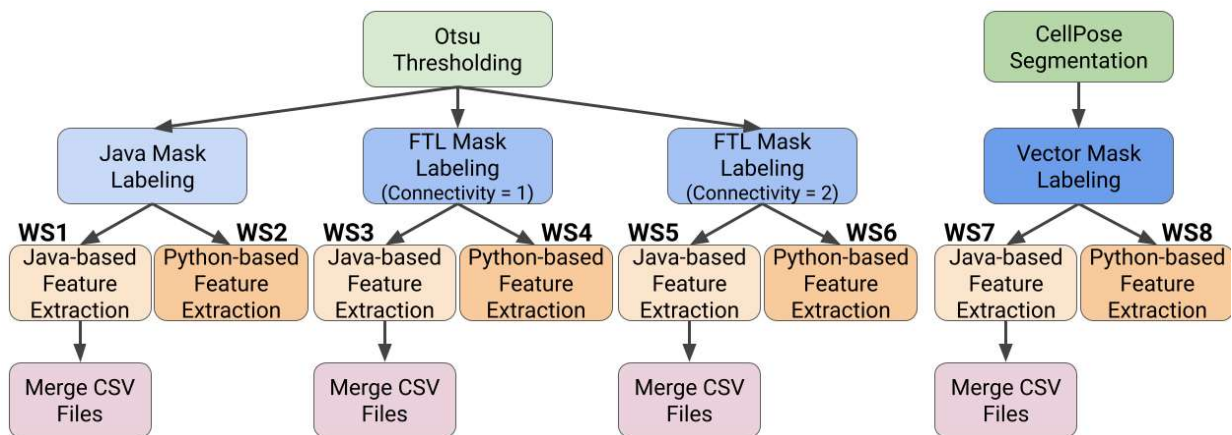 Otsu
Thresholding
CellPose
Segmentation
Java Mask
Labeling
FTL Mask
Labeling
(Connectivity = 1)
FTL Mask
Labeling
(Connectivity = 2)
Vector Mask
Labeling
WS1
WS2
WS3
WS4
WS5
WS6
WS7
WS8
Java-based
Feature
Extraction
Python-based
Feature
Extraction
Java-based
Feature
Extraction
Python-based
Feature
Extraction
Java-based
Feature
Extraction
Python-based
Feature
Extraction
Java-based
Feature
Extraction
Python-based
Feature
Extraction
Merge CSV
Files
Merge CSV
Files
Merge CSV
Files
Merge CSV
Files